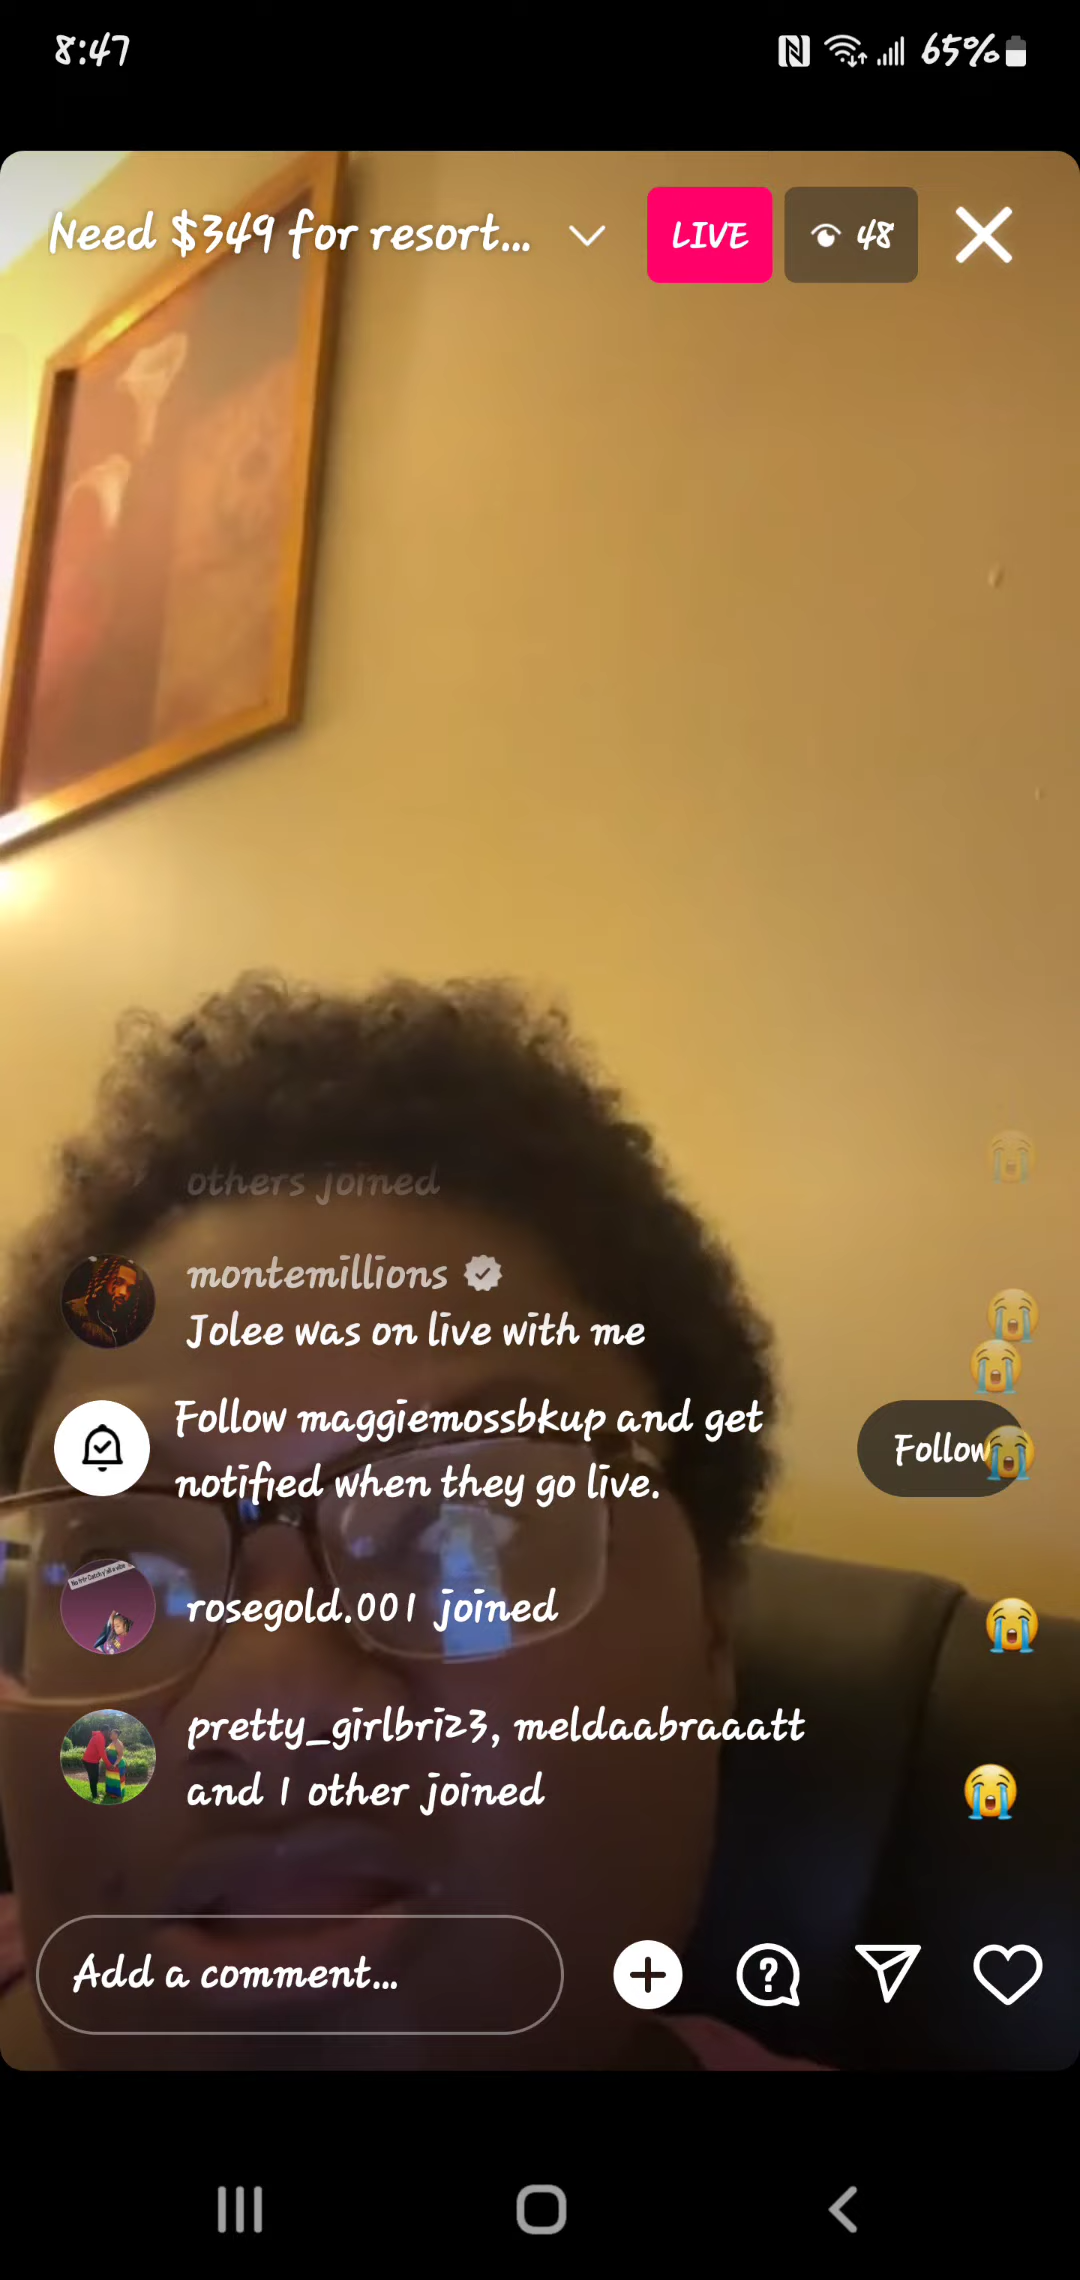 8:47
65%
Need $349 for resort...
LIVE
48
others joined
montemillions
Jolee was on live with me
Follow maggiemossbkup and get
notified when they go live.
Follow
rosegold.001 joined
pretty_girlbri23, meldaabraaatt
and 1 other joined
Add a comment...